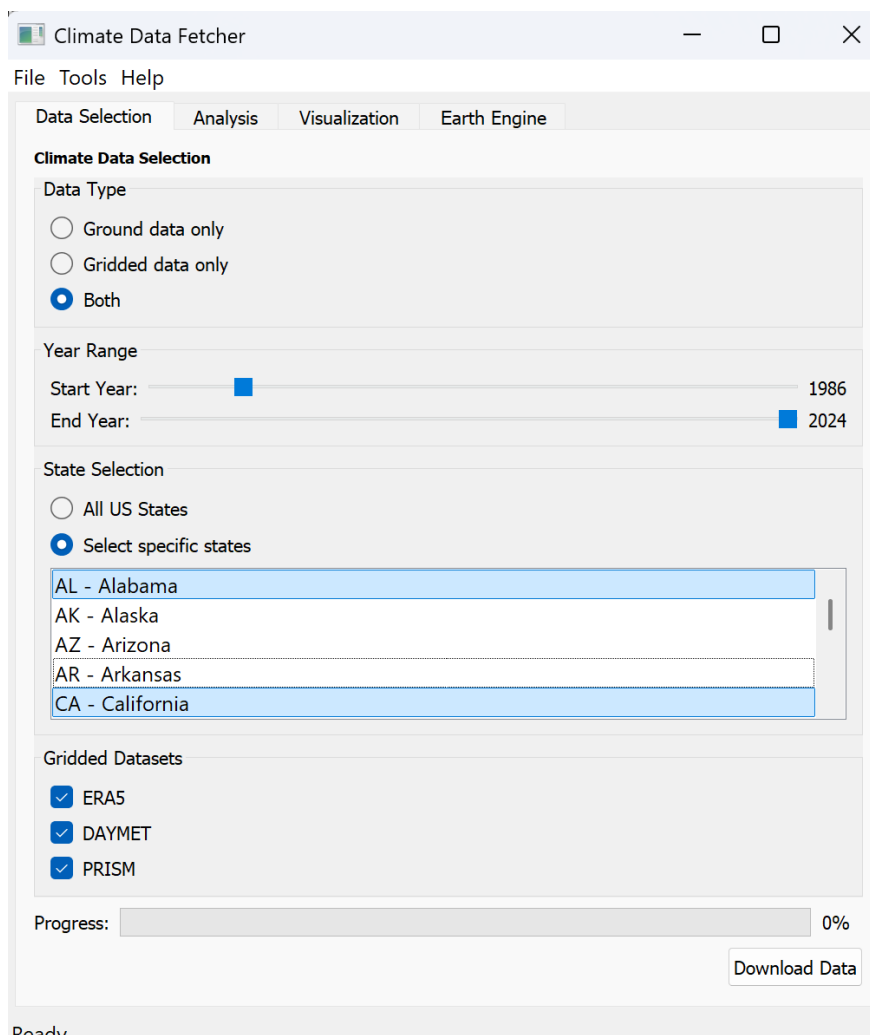 Climate Data Fetcher
File Tools Help
Data Selection Analysis Visualization Earth Engine
Climate Data Selection
Data Type
Ground data only
Gridded data only
Both
Year Range
Start Year: 1986
End Year: 2024
State Selection
All US States
Select specific states
AL - Alabama
AK - Alaska
AZ - Arizona
AR - Arkansas
CA - California
Gridded Datasets
ERA5
DAYMET
PRISM
Progress: 0%
Download Data
Ready